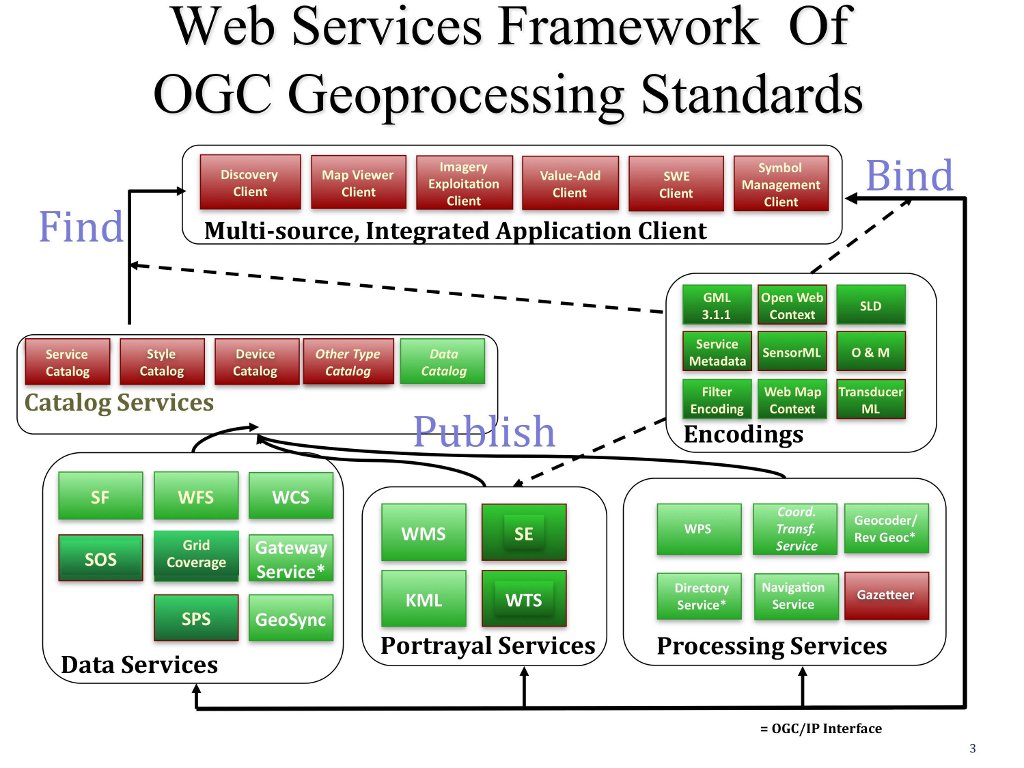 Web Services Framework  Of
OGC Geoprocessing Standards
Discovery
Client
Map Viewer
Client
Imagery
Exploitation
Client
Value-Add
Client
SWE
Client
Symbol
Management
Client
Multi-source, Integrated Application Client
Bind
Find
GML
3.1.1
Open Web
Context
SLD
Service
Metadata
SensorML
O & M
Filter
Encoding
Web Map
Context
Transducer
ML
Encodings
Service
Catalog
Style
Catalog
Device
Catalog
Other Type
Catalog
Data
Catalog
Catalog Services
Publish
SF
WFS
WCS
SOS
Grid
Coverage
Gateway
Service*
SPS
GeoSync
Data Services
WMS
SE
KML
WTS
Portrayal Services
WPS
Coord.
Transf.
Service
Geocoder/
Rev Geoc*
Directory
Service*
Navigation
Service
Gazetteer
Processing Services
= OGC/IP Interface
3